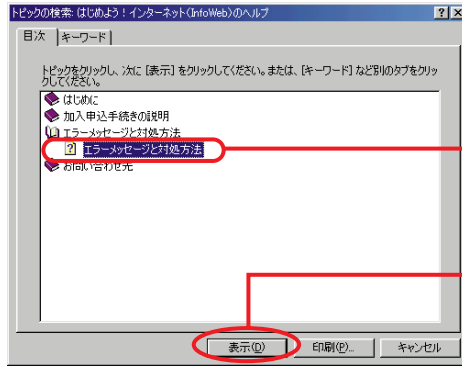 トピックの検索: はじめよう！インターネット(InfoWeb)のヘルプ
目次
キーワード
トピックをクリックし、次に [表示] をクリックしてください。または、[キーワード] など別のタブをクリッ
クしてください。
はじめに
加入申込手続きの説明
エラーメッセージと対処方法
エラーメッセージと対処方法
お問い合わせ先
表示(D)
印刷(P)...
キャンセル